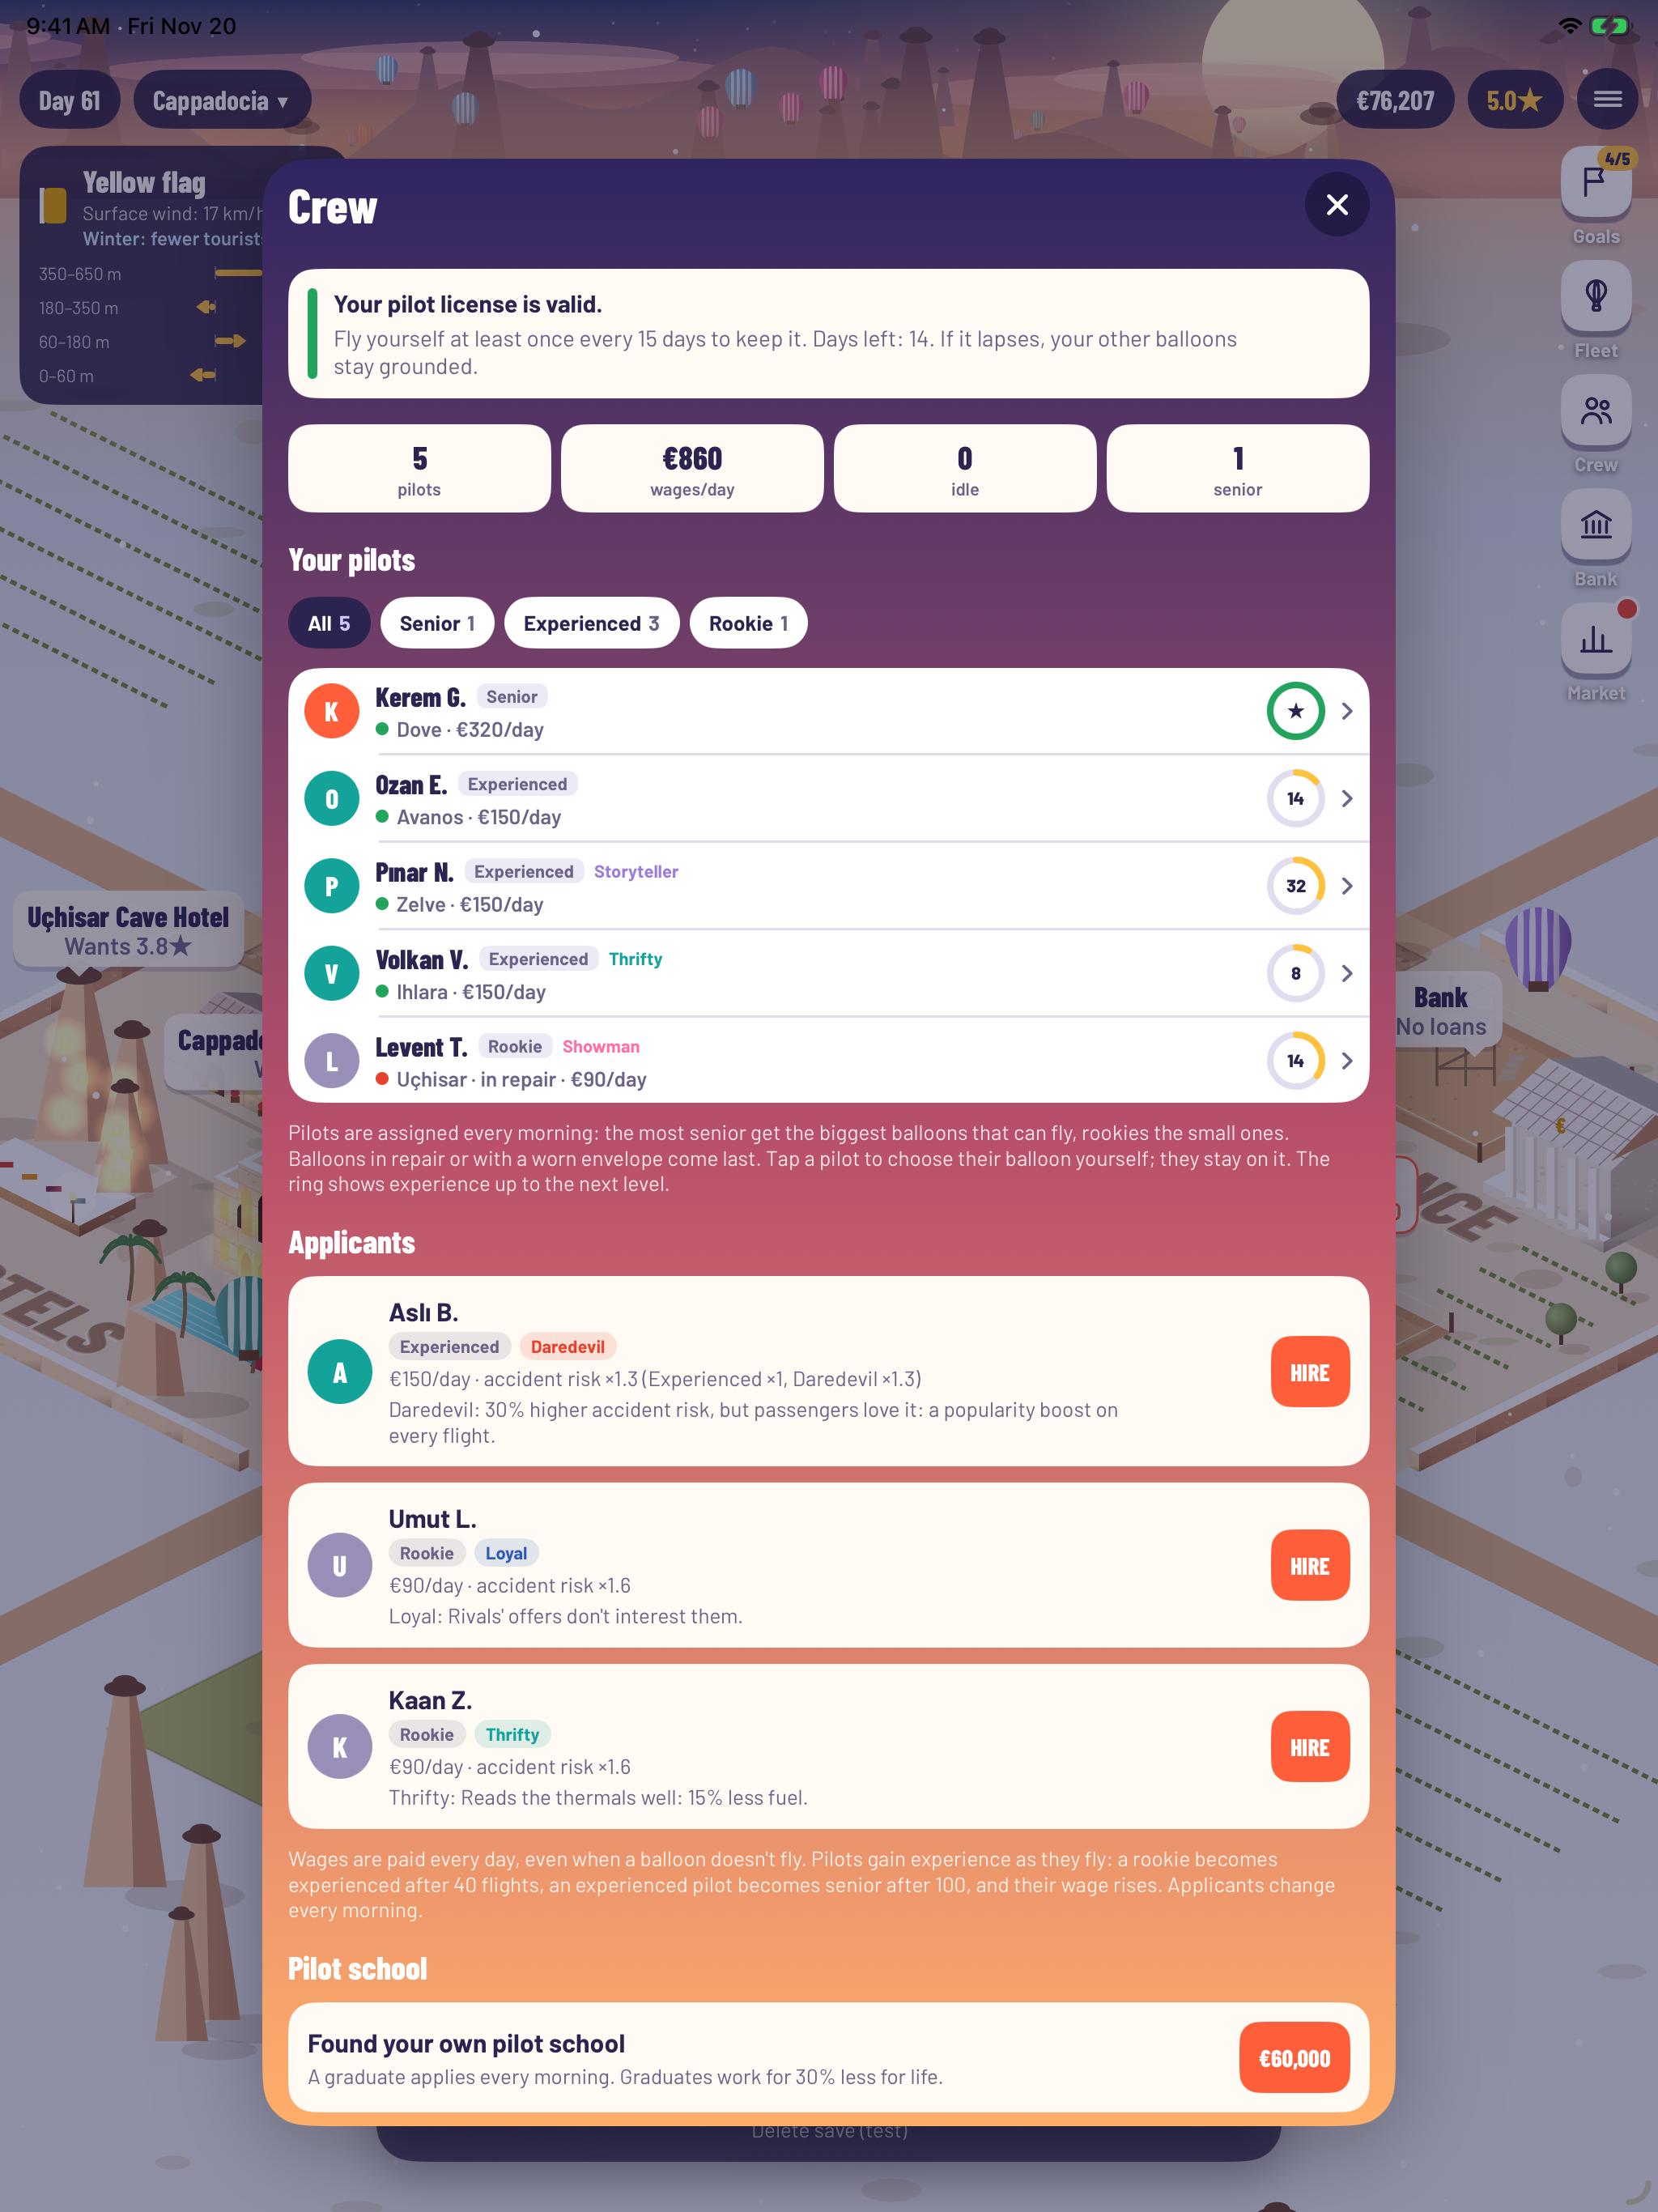 9:41 AM · Fri Nov 20
Day 61
Cappadocia ▾
€76,207
5.0★
Yellow flag
Surface wind: 17 km/h
Winter: fewer tourists
350–650 m
180–350 m
60–180 m
0–60 m
4/5
Goals
Fleet
Crew
Bank
Market
Crew
Your pilot license is valid.
Fly yourself at least once every 15 days to keep it. Days left: 14. If it lapses, your other balloons
stay grounded.
5
pilots
€860
wages/day
0
idle
1
senior
Your pilots
All 5
Senior 1
Experienced 3
Rookie 1
K
Kerem G. Senior
Dove · €320/day
★
O
Ozan E. Experienced
Avanos · €150/day
14
P
Pınar N. Experienced Storyteller
Zelve · €150/day
32
V
Volkan V. Experienced Thrifty
Ihlara · €150/day
8
L
Levent T. Rookie Showman
Uçhisar · in repair · €90/day
14
Pilots are assigned every morning: the most senior get the biggest balloons that can fly, rookies the small ones.
Balloons in repair or with a worn envelope come last. Tap a pilot to choose their balloon yourself; they stay on it. The
ring shows experience up to the next level.
Applicants
A
Aslı B.
Experienced Daredevil
€150/day · accident risk ×1.3 (Experienced ×1, Daredevil ×1.3)
Daredevil: 30% higher accident risk, but passengers love it: a popularity boost on
every flight.
HIRE
U
Umut L.
Rookie Loyal
€90/day · accident risk ×1.6
Loyal: Rivals' offers don't interest them.
HIRE
K
Kaan Z.
Rookie Thrifty
€90/day · accident risk ×1.6
Thrifty: Reads the thermals well: 15% less fuel.
HIRE
Wages are paid every day, even when a balloon doesn't fly. Pilots gain experience as they fly: a rookie becomes
experienced after 40 flights, an experienced pilot becomes senior after 100, and their wage rises. Applicants change
every morning.
Pilot school
Found your own pilot school
A graduate applies every morning. Graduates work for 30% less for life.
€60,000
Delete save (test)
Uçhisar Cave Hotel
Wants 3.8★
Bank
No loans
€